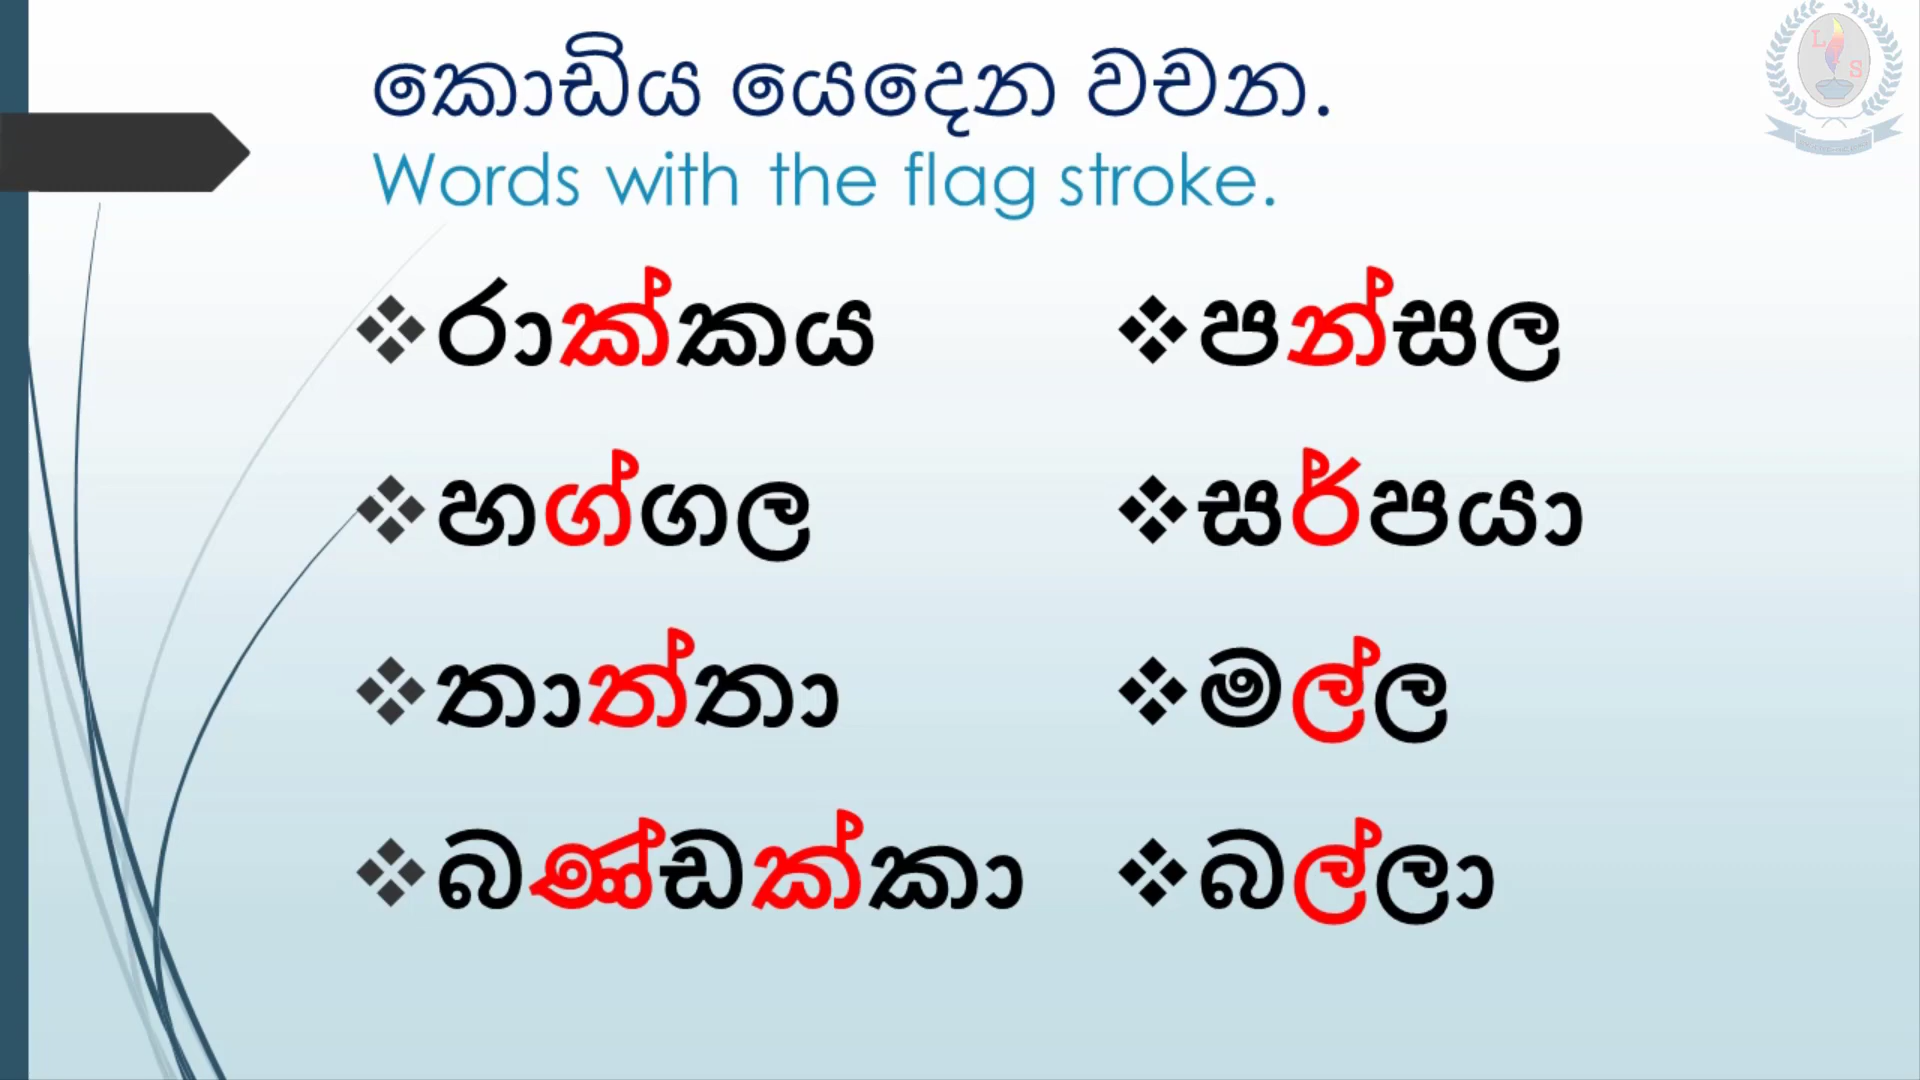 කොඩිය යෙදෙන වචන.
Words with the flag stroke.
❖රාක්කය
❖හග්ගල
❖තාත්තා
❖බණ්ඩක්කා
❖පන්සල
❖සර්පයා
❖මල්ල
❖බල්ලා
L
T
S